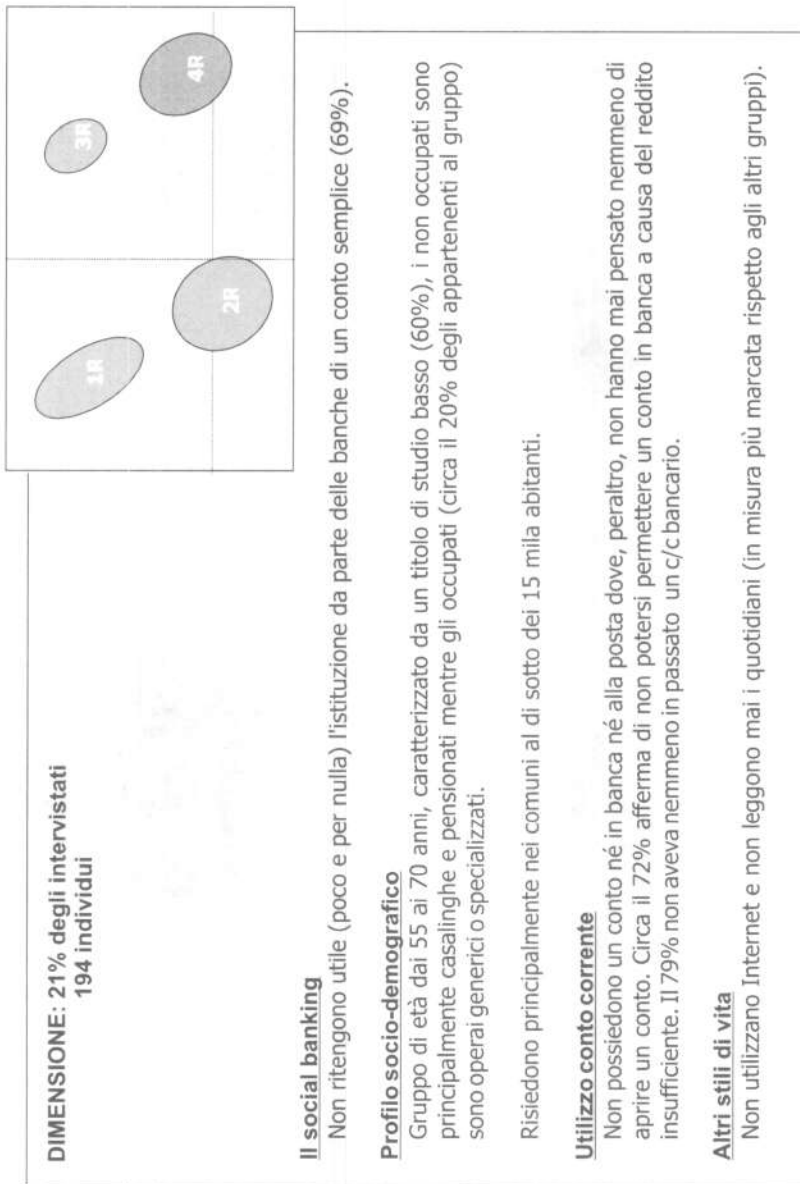 DIMENSIONE: 21% degli intervistati
194 individui
1R
2R
3R
4R
Il social banking
Non ritengono utile (poco e per nulla) l'istituzione da parte delle banche di un conto semplice (69%).
Profilo socio-demografico
Gruppo di età dai 55 ai 70 anni, caratterizzato da un titolo di studio basso (60%), i non occupati sono
principalmente casalinghe e pensionati mentre gli occupati (circa il 20% degli appartenenti al gruppo)
sono operai generici o specializzati.
Risiedono principalmente nei comuni al di sotto dei 15 mila abitanti.
Utilizzo conto corrente
Non possiedono un conto né in banca né alla posta dove, peraltro, non hanno mai pensato nemmeno di
aprire un conto. Circa il 72% afferma di non potersi permettere un conto in banca a causa del reddito
insufficiente. Il 79% non aveva nemmeno in passato un c/c bancario.
Altri stili di vita
Non utilizzano Internet e non leggono mai i quotidiani (in misura più marcata rispetto agli altri gruppi).